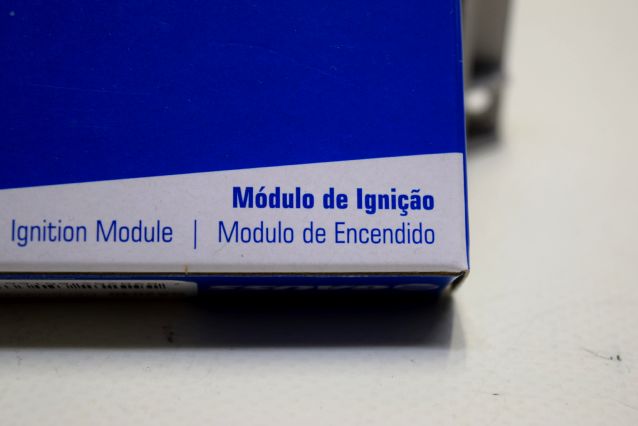 Módulo de Ignição
Ignition Module | Modulo de Encendido